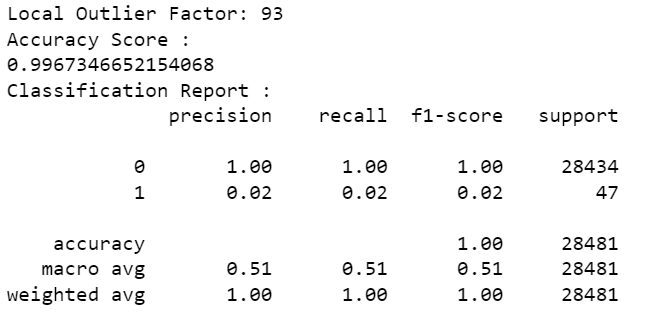 Local Outlier Factor: 93
Accuracy Score :
0.9967346652154068
Classification Report :
precision recall f1-score support
0 1.00 1.00 1.00 28434
1 0.02 0.02 0.02 47
accuracy 1.00 28481
macro avg 0.51 0.51 0.51 28481
weighted avg 1.00 1.00 1.00 28481